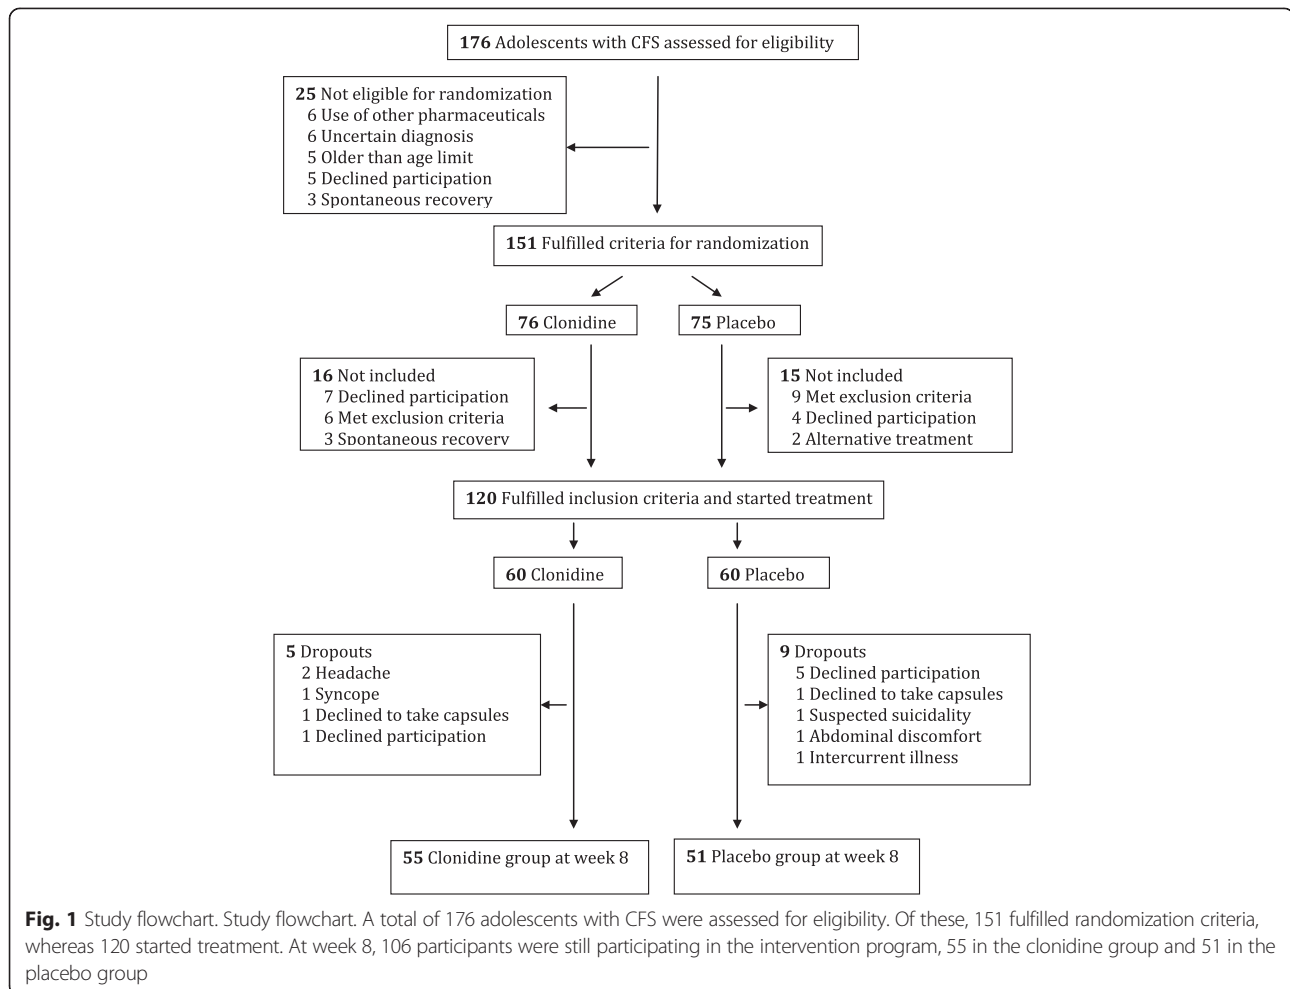 176 Adolescents with CFS assessed for eligibility
25 Not eligible for randomization
6 Use of other pharmaceuticals
6 Uncertain diagnosis
5 Older than age limit
5 Declined participation
3 Spontaneous recovery
151 Fulfilled criteria for randomization
76 Clonidine
75 Placebo
16 Not included
7 Declined participation
6 Met exclusion criteria
3 Spontaneous recovery
15 Not included
9 Met exclusion criteria
4 Declined participation
2 Alternative treatment
120 Fulfilled inclusion criteria and started treatment
60 Clonidine
60 Placebo
5 Dropouts
2 Headache
1 Syncope
1 Declined to take capsules
1 Declined participation
9 Dropouts
5 Declined participation
1 Declined to take capsules
1 Suspected suicidality
1 Abdominal discomfort
1 Intercurrent illness
55 Clonidine group at week 8
51 Placebo group at week 8
Fig. 1 Study flowchart. Study flowchart. A total of 176 adolescents with CFS were assessed for eligibility. Of these, 151 fulfilled randomization criteria,
whereas 120 started treatment. At week 8, 106 participants were still participating in the intervention program, 55 in the clonidine group and 51 in the
placebo group